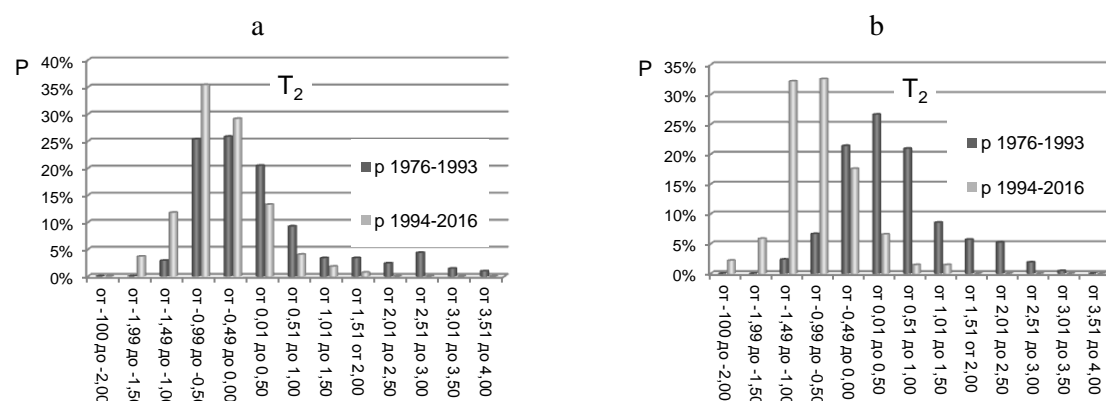 a
P
40%
35%
30%
25%
20%
15%
10%
5%
0%
T2
p 1976-1993
p 1994-2016
от -100 до -2,00
от -1,99 до -1,50
от -1,49 до -1,00
от -0,99 до -0,50
от -0,49 до 0,00
от 0,01 до 0,50
от 0,51 до 1,00
от 1,01 до 1,50
от 1,51 от 2,00
от 2,01 до 2,50
от 2,51 до 3,00
от 3,01 до 3,50
от 3,51 до 4,00
b
P
35%
30%
25%
20%
15%
10%
5%
0%
T2
p 1976-1993
p 1994-2016
от -100 до -2,00
от -1,99 до -1,50
от -1,49 до -1,00
от -0,99 до -0,50
от -0,49 до 0,00
от 0,01 до 0,50
от 0,51 до 1,00
от 1,01 до 1,50
от 1,51 от 2,00
от 2,01 до 2,50
от 2,51 до 3,00
от 3,01 до 3,50
от 3,51 до 4,00